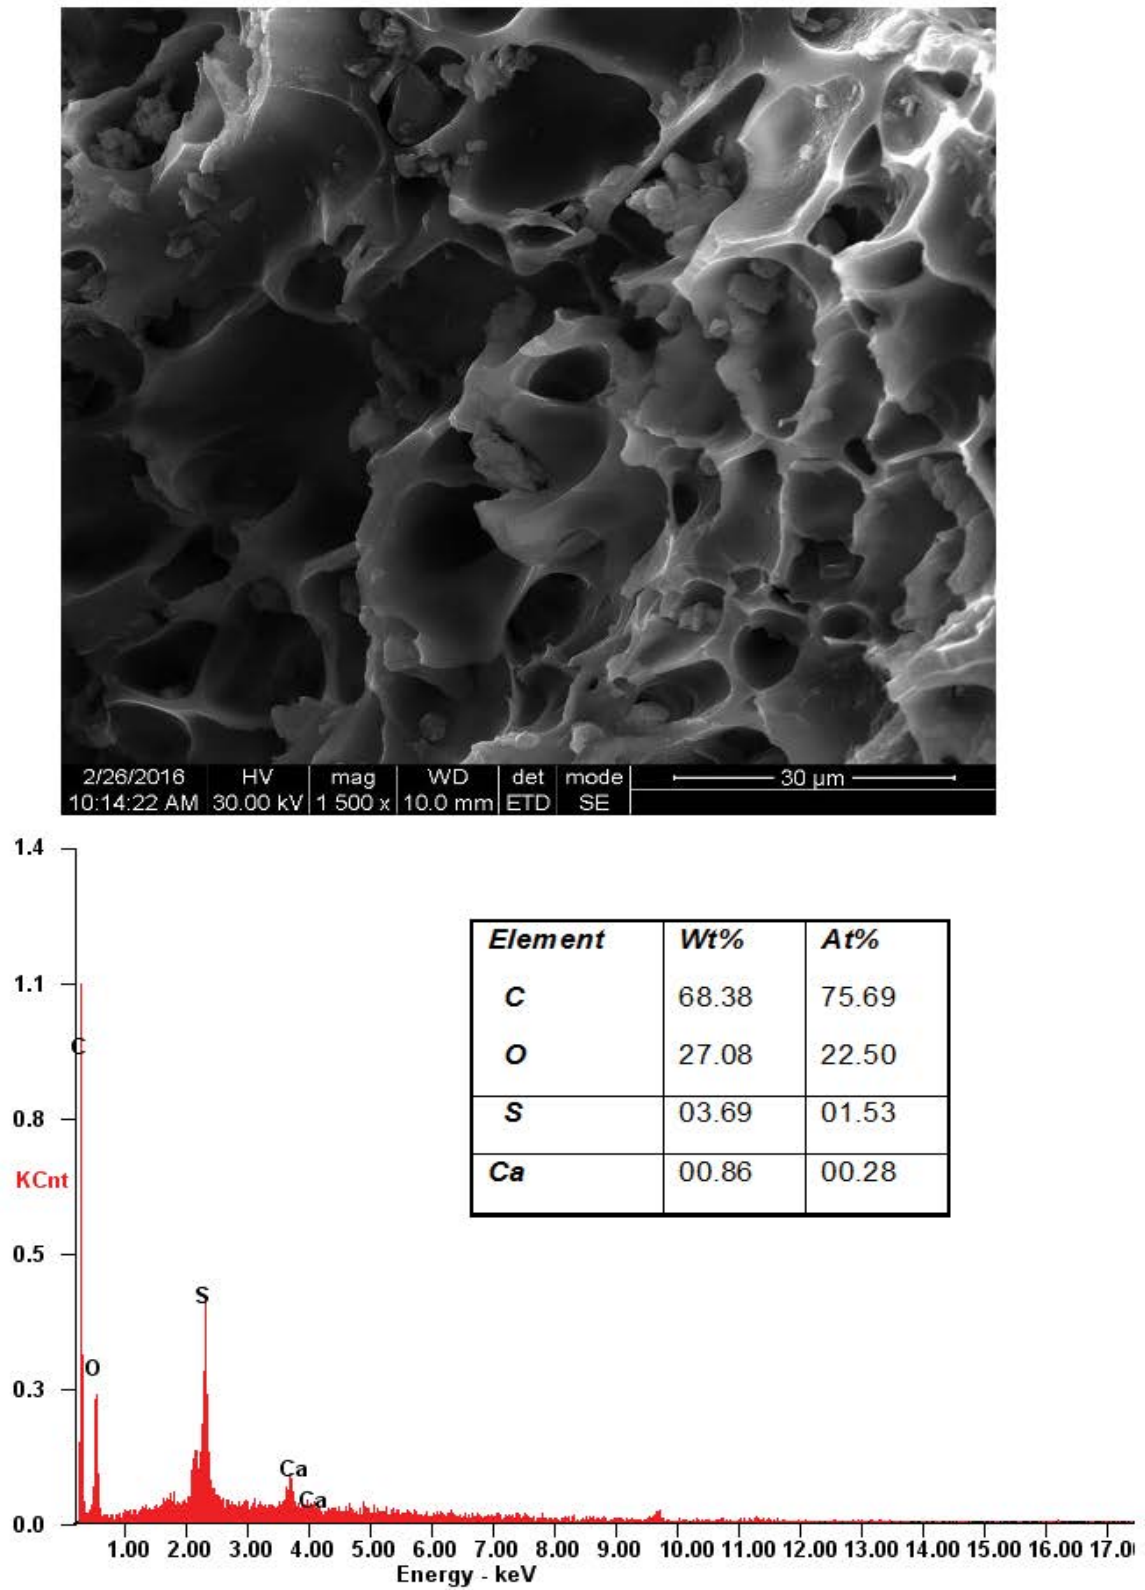 2/26/2016 HV mag WD det mode 30 µm
10:14:22 AM 30.00 kV 1 500 x 10.0 mm ETD SE
1.4
1.1
0.8
KCnt
0.5
0.3
0.0
C
O
S
Ca
Ca
Element Wt% At%
C 68.38 75.69
O 27.08 22.50
S 03.69 01.53
Ca 00.86 00.28
1.00 2.00 3.00 4.00 5.00 6.00 7.00 8.00 9.00 10.00 11.00 12.00 13.00 14.00 15.00 16.00 17.0
Energy - keV